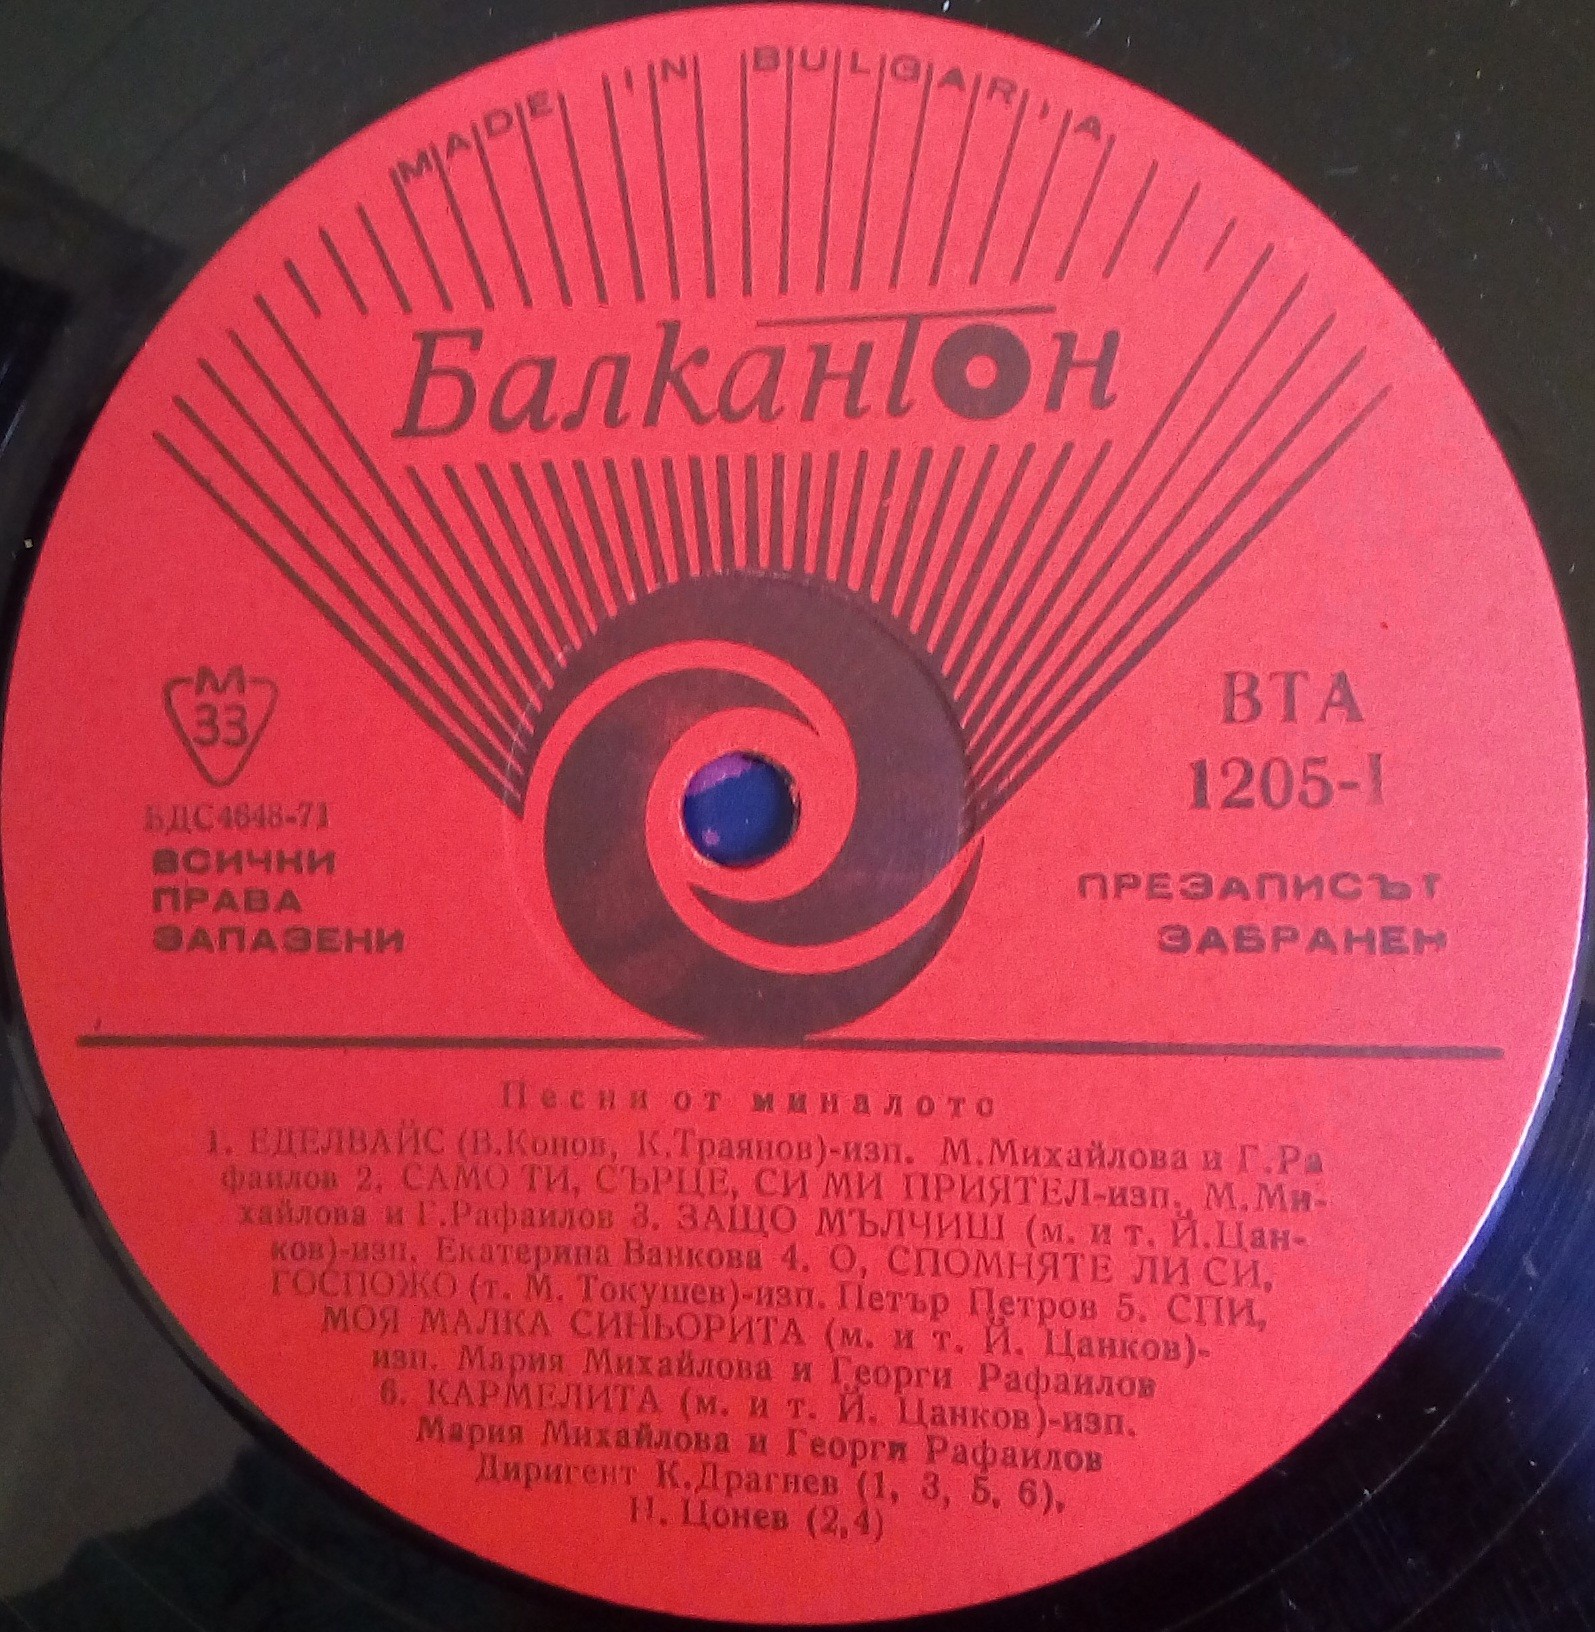 MADE IN BULGARIA
Балкантон
М
33
БДС4648-71
ВСИЧКИ
ПРАВА
ЗАПАЗЕНИ
ВТА
1205-I
ПРЕЗАПИСЪТ
ЗАБРАНЕН
Песни от миналото
1. ЕДЕЛВАЙС (В.Конов, К.Траянов)-изп. М.Михайлова и Г.Ра
фаилов 2. САМО ТИ, СЪРЦЕ, СИ МИ ПРИЯТЕЛ-изп. М.Ми-
хайлова и Г.Рафаилов 3. ЗАЩО МЪЛЧИШ (м. и т. Й.Цан-
ков)-изп. Екатерина Ванкова 4. О, СПОМНЯТЕ ЛИ СИ,
ГОСПОЖО (т. М. Токушев)-изп. Петър Петров 5. СПИ,
МОЯ МАЛКА СИНЬОРИТА (м. и т. Й. Цанков)-
изп. Мария Михайлова и Георги Рафаилов
6. КАРМЕЛИТА (м. и т. Й. Цанков)-изп.
Мария Михайлова и Георги Рафаилов
Диригент К.Драгнев (1, 3, 5, 6),
Н. Цонев (2,4)